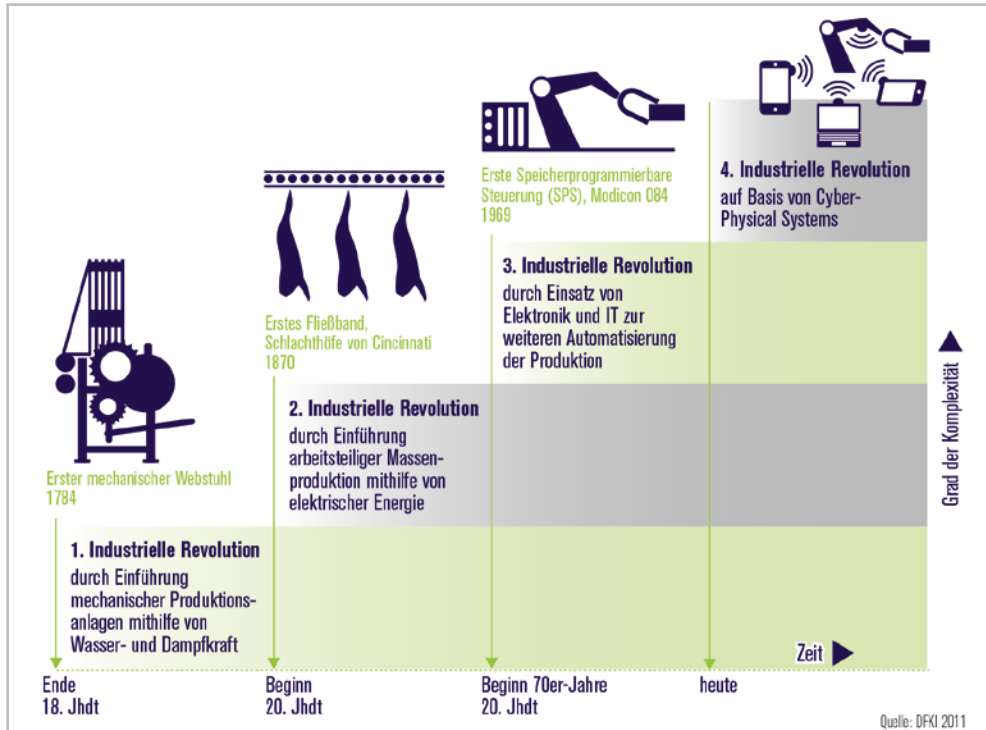 Erster mechanischer Webstuhl
1784
1. Industrielle Revolution
durch Einführung
mechanischer Produktions-
anlagen mithilfe von
Wasser- und Dampfkraft
Ende
18. Jhdt
Erstes Fließband,
Schlachthöfe von Cincinnati
1870
2. Industrielle Revolution
durch Einführung
arbeitsteiliger Massen-
produktion mithilfe von
elektrischer Energie
Beginn
20. Jhdt
Erste Speicherprogrammierbare
Steuerung (SPS), Modicon 084
1969
3. Industrielle Revolution
durch Einsatz von
Elektronik und IT zur
weiteren Automatisierung
der Produktion
Beginn 70er-Jahre
20. Jhdt
4. Industrielle Revolution
auf Basis von Cyber-
Physical Systems
heute
Grad der Komplexität
Zeit
Quelle: DFKI 2011